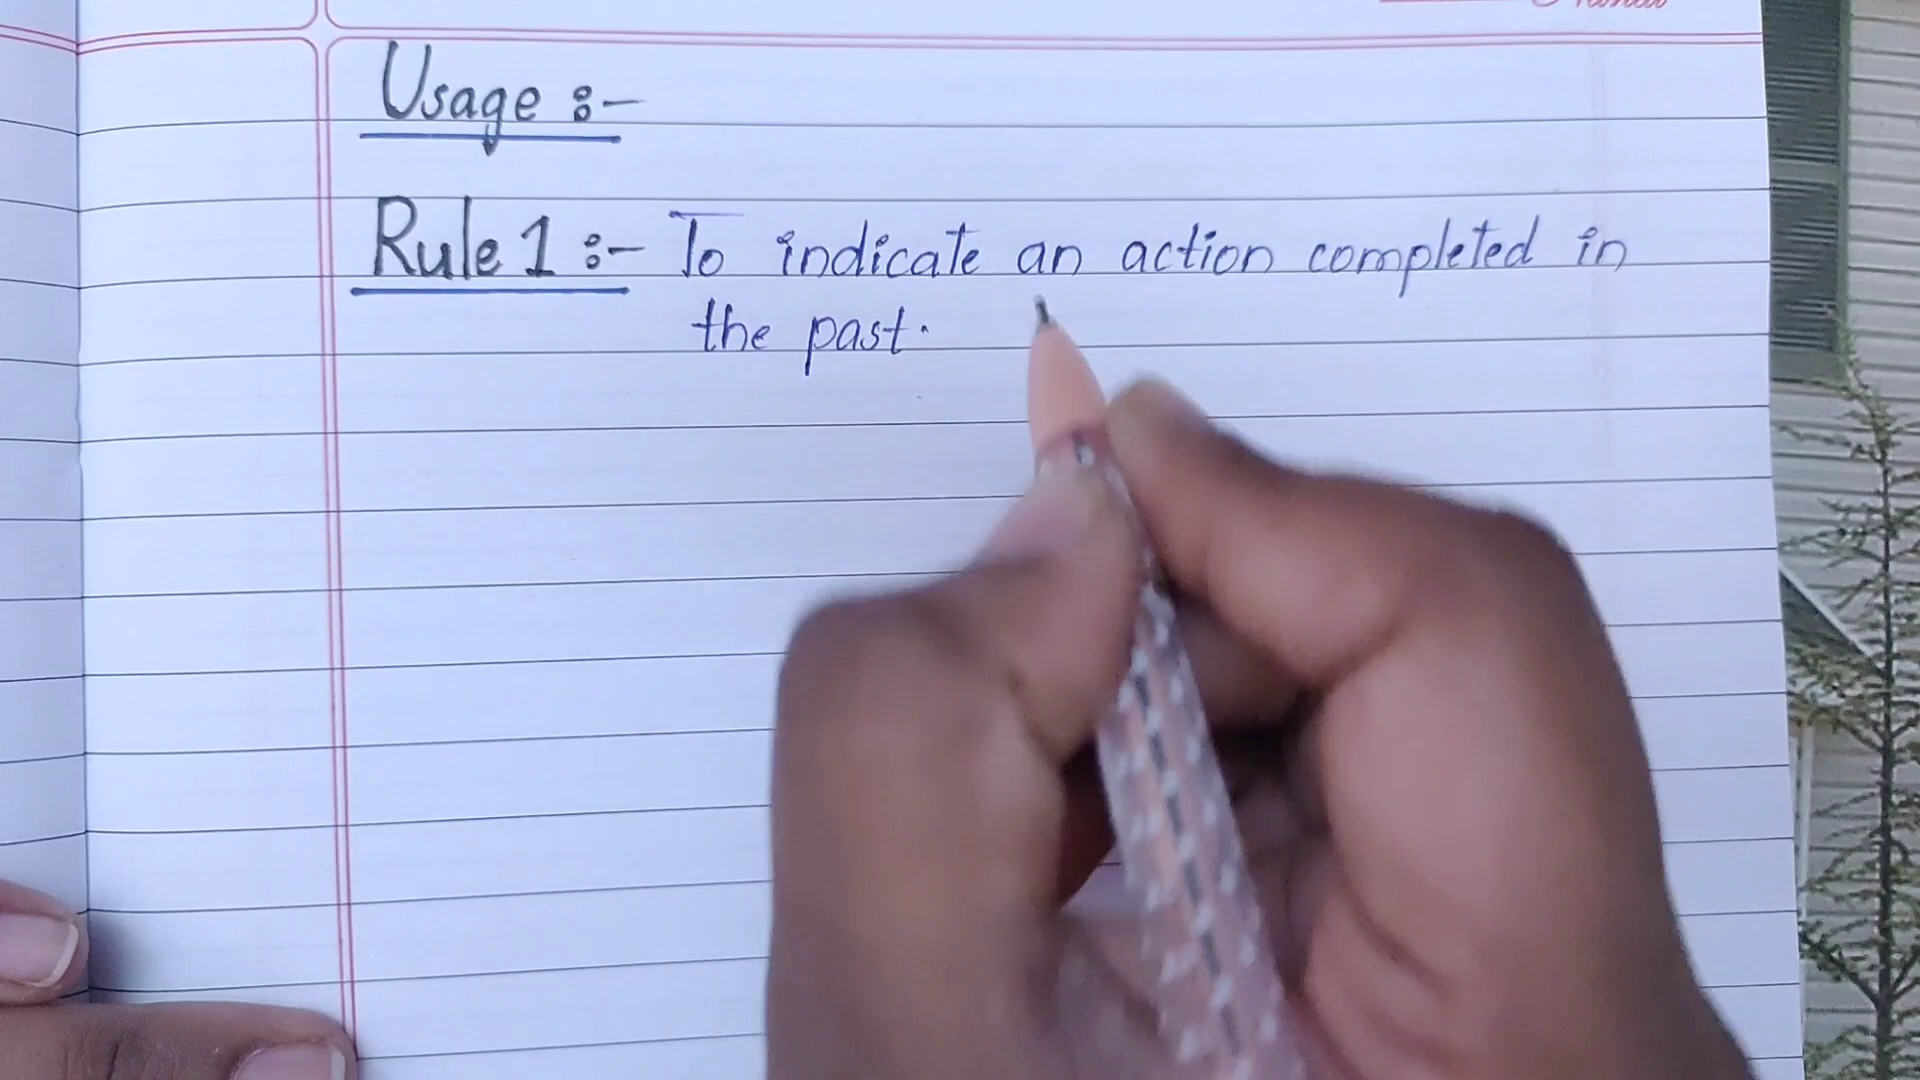 Usage :-
Rule 1 :- To indicate an action completed in
the past.